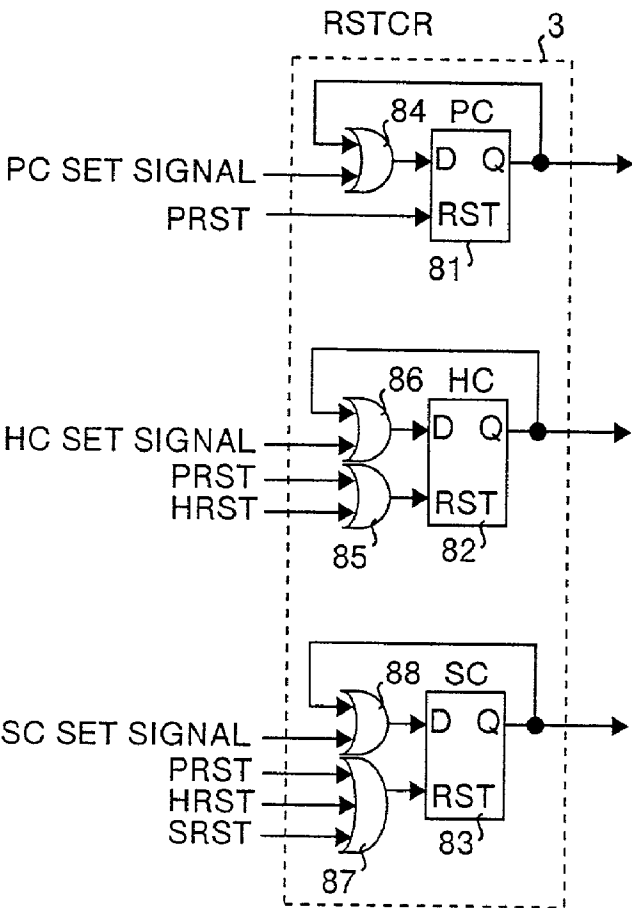 RSTCR
3
84
PC
PC SET SIGNAL
D Q
PRST
RST
81
86
HC
HC SET SIGNAL
D Q
PRST
HRST
RST
85
82
88
SC
SC SET SIGNAL
D Q
PRST
HRST
RST
SRST
83
87